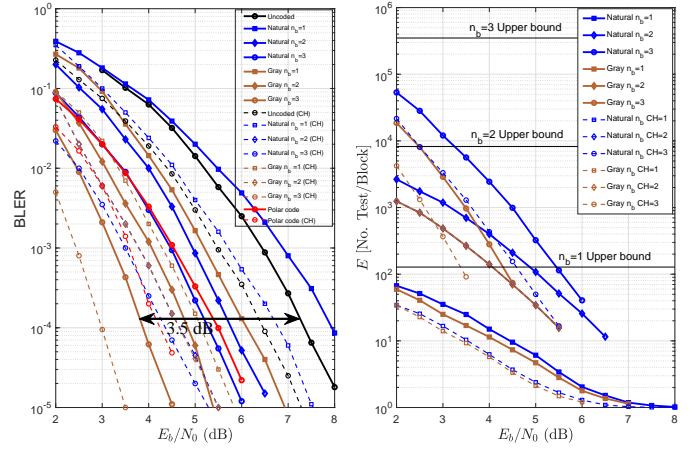 BLER
10^0
10^-1
10^-2
10^-3
10^-4
10^-5
2
3
4
5
6
7
8
E_b/N_0 (dB)
3.5 dB
Uncoded
Natural n_b=1
Natural n_b=2
Natural n_b=3
Gray n_b=1
Gray n_b=2
Gray n_b=3
Uncoded (CH)
Natural n_b=1 (CH)
Natural n_b=2 (CH)
Natural n_b=3 (CH)
Gray n_b=1 (CH)
Gray n_b=2 (CH)
Gray n_b=3 (CH)
Polar code
Polar code (CH)
E [No. Test/Block]
10^6
10^5
10^4
10^3
10^2
10^1
10^0
2
3
4
5
6
7
8
E_b/N_0 (dB)
n_b=3 Upper bound
n_b=2 Upper bound
n_b=1 Upper bound
Natural n_b=1
Natural n_b=2
Natural n_b=3
Gray n_b=1
Gray n_b=2
Gray n_b=3
Natural n_b CH=1
Natural n_b CH=2
Natural n_b CH=3
Gray n_b CH=1
Gray n_b CH=2
Gray n_b CH=3